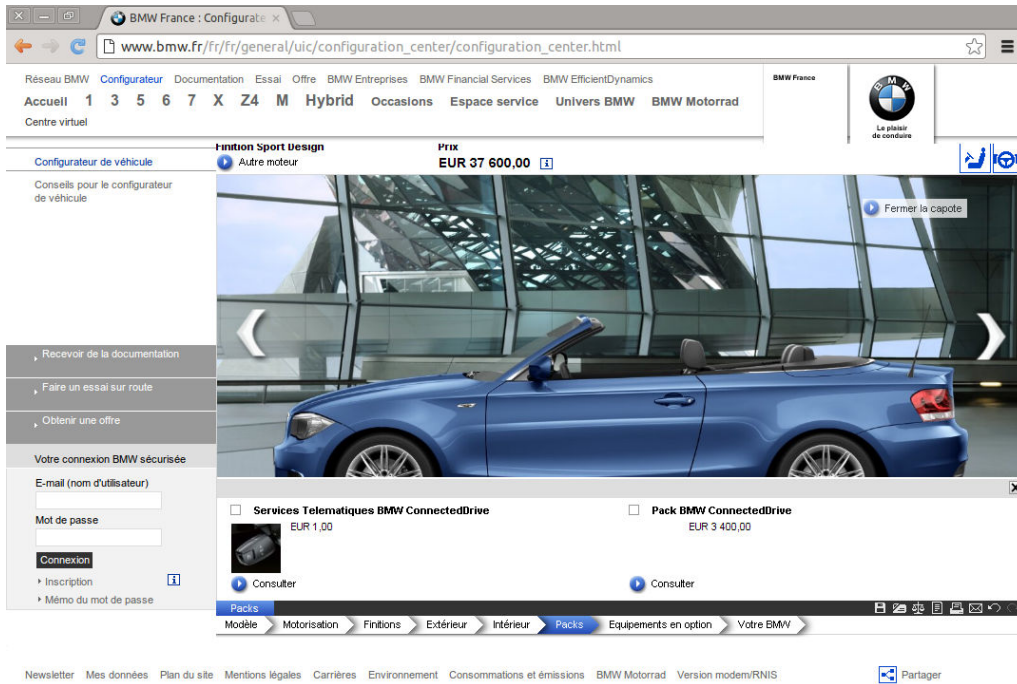 BMW France : Configurate
www.bmw.fr/fr/fr/general/uic/configuration_center/configuration_center.html
Réseau BMW Configurateur Documentation Essai Offre BMW Entreprises BMW Financial Services BMW EfficientDynamics
BMW France
Accueil 1 3 5 6 7 X Z4 M Hybrid Occasions Espace service Univers BMW BMW Motorrad
Centre virtuel
BMW
Le plaisir
de conduire
Finition Sport Design Prix
Configurateur de véhicule
Autre moteur EUR 37 600,00 i
Conseils pour le configurateur
de véhicule
Fermer la capote
Recevoir de la documentation
Faire un essai sur route
Obtenir une offre
Votre connexion BMW sécurisée
E-mail (nom d'utilisateur)
Mot de passe
Connexion
Inscription i
Mémo du mot de passe
Services Telematiques BMW ConnectedDrive
EUR 1,00
Consulter
Pack BMW ConnectedDrive
EUR 3 400,00
Consulter
Packs
Modèle Motorisation Finitions Extérieur Intérieur Packs Equipements en option Votre BMW
Newsletter Mes données Plan du site Mentions légales Carrières Environnement Consommations et émissions BMW Motorrad Version modem/RNIS Partager